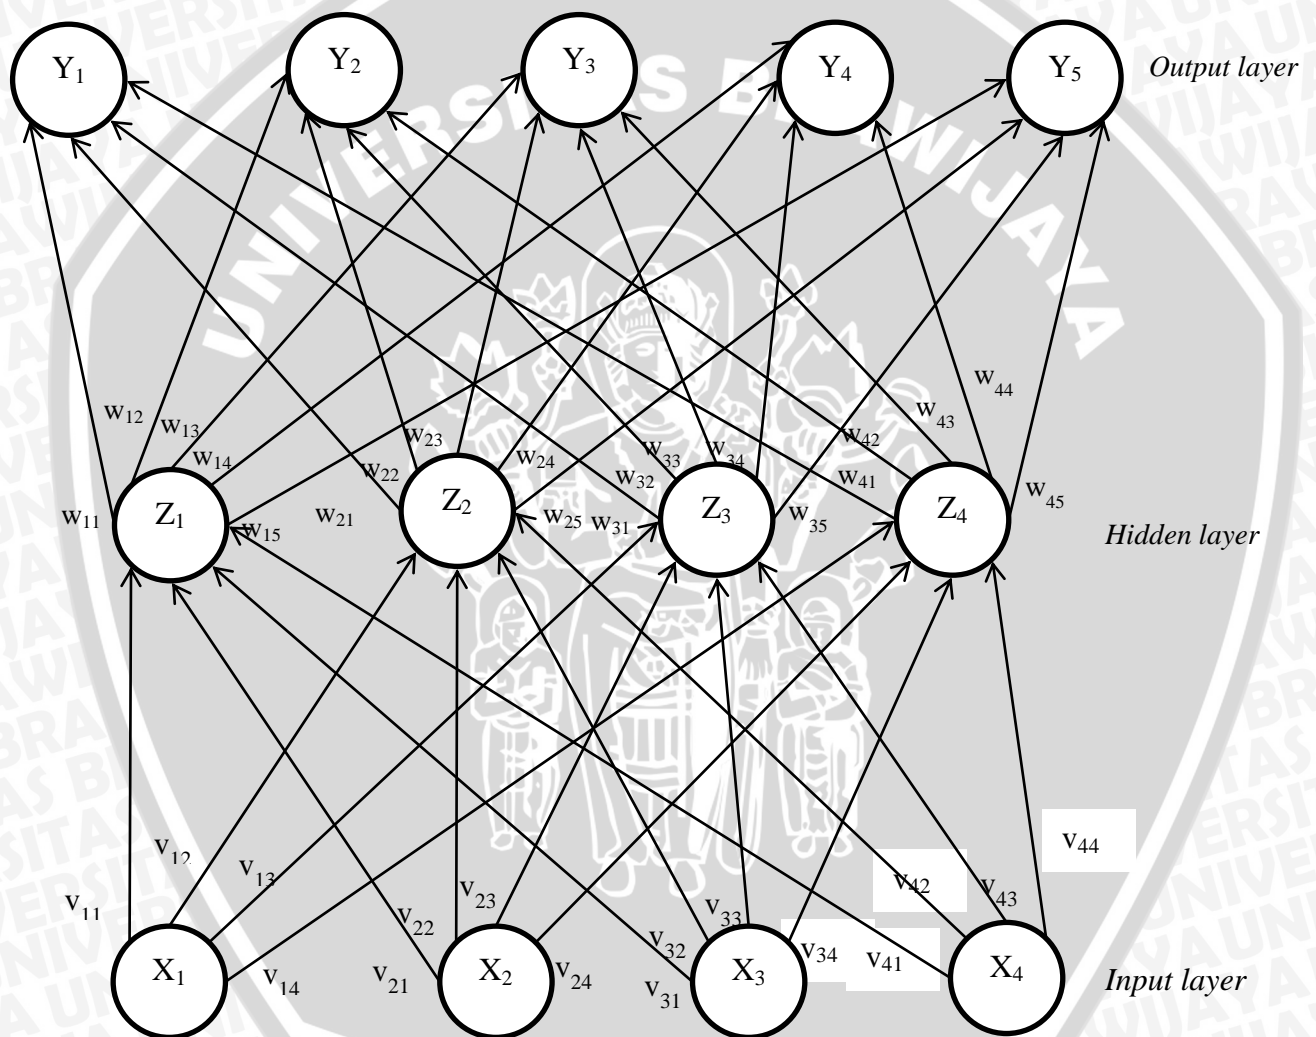 Y1 Y2 Y3 Y4 Y5 Output layer
UNIVERSITAS BRAWIJAYA
w44
w12 w13 w43
w23 w42
w14 w22 w24 w32 w33 w34 w41
w11 w15 w21 w25 w31 w35 w45
Z1 Z2 Z3 Z4 Hidden layer
v12 v13 v44
v11 v22 v23 v33 v42 v43
v32 v34 v41
v14 v21 v24 v31
X1 X2 X3 X4 Input layer